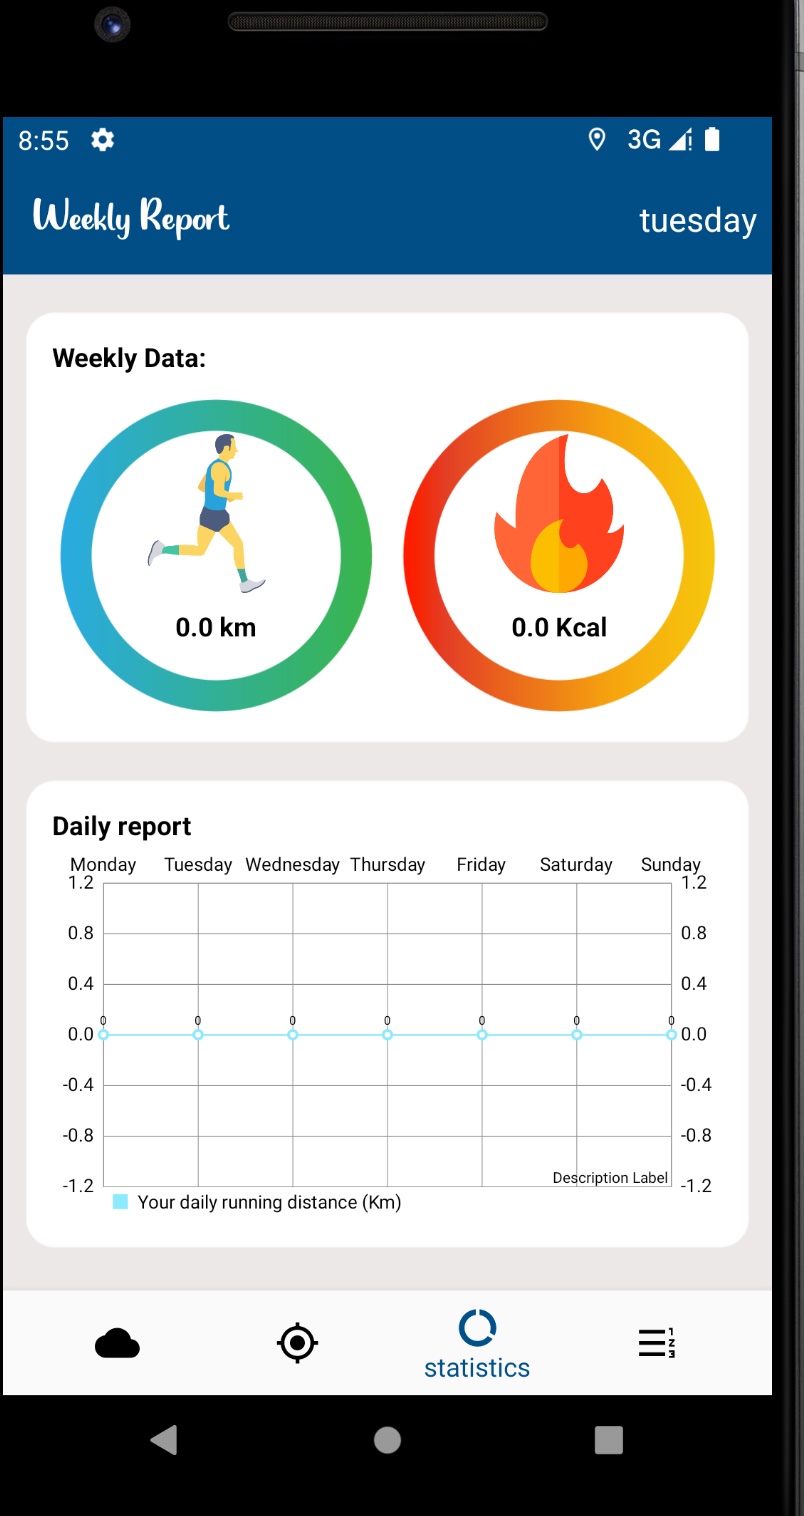 8:55 3G
Weekly Report tuesday
Weekly Data:
0.0 km 0.0 Kcal
Daily report
Monday Tuesday Wednesday Thursday Friday Saturday Sunday
1.2 1.2
0.8 0.8
0.4 0.4
0 0 0 0 0 0 0
0.0 0.0
-0.4 -0.4
-0.8 -0.8
Description Label
-1.2 -1.2
Your daily running distance (Km)
1
2
3
statistics